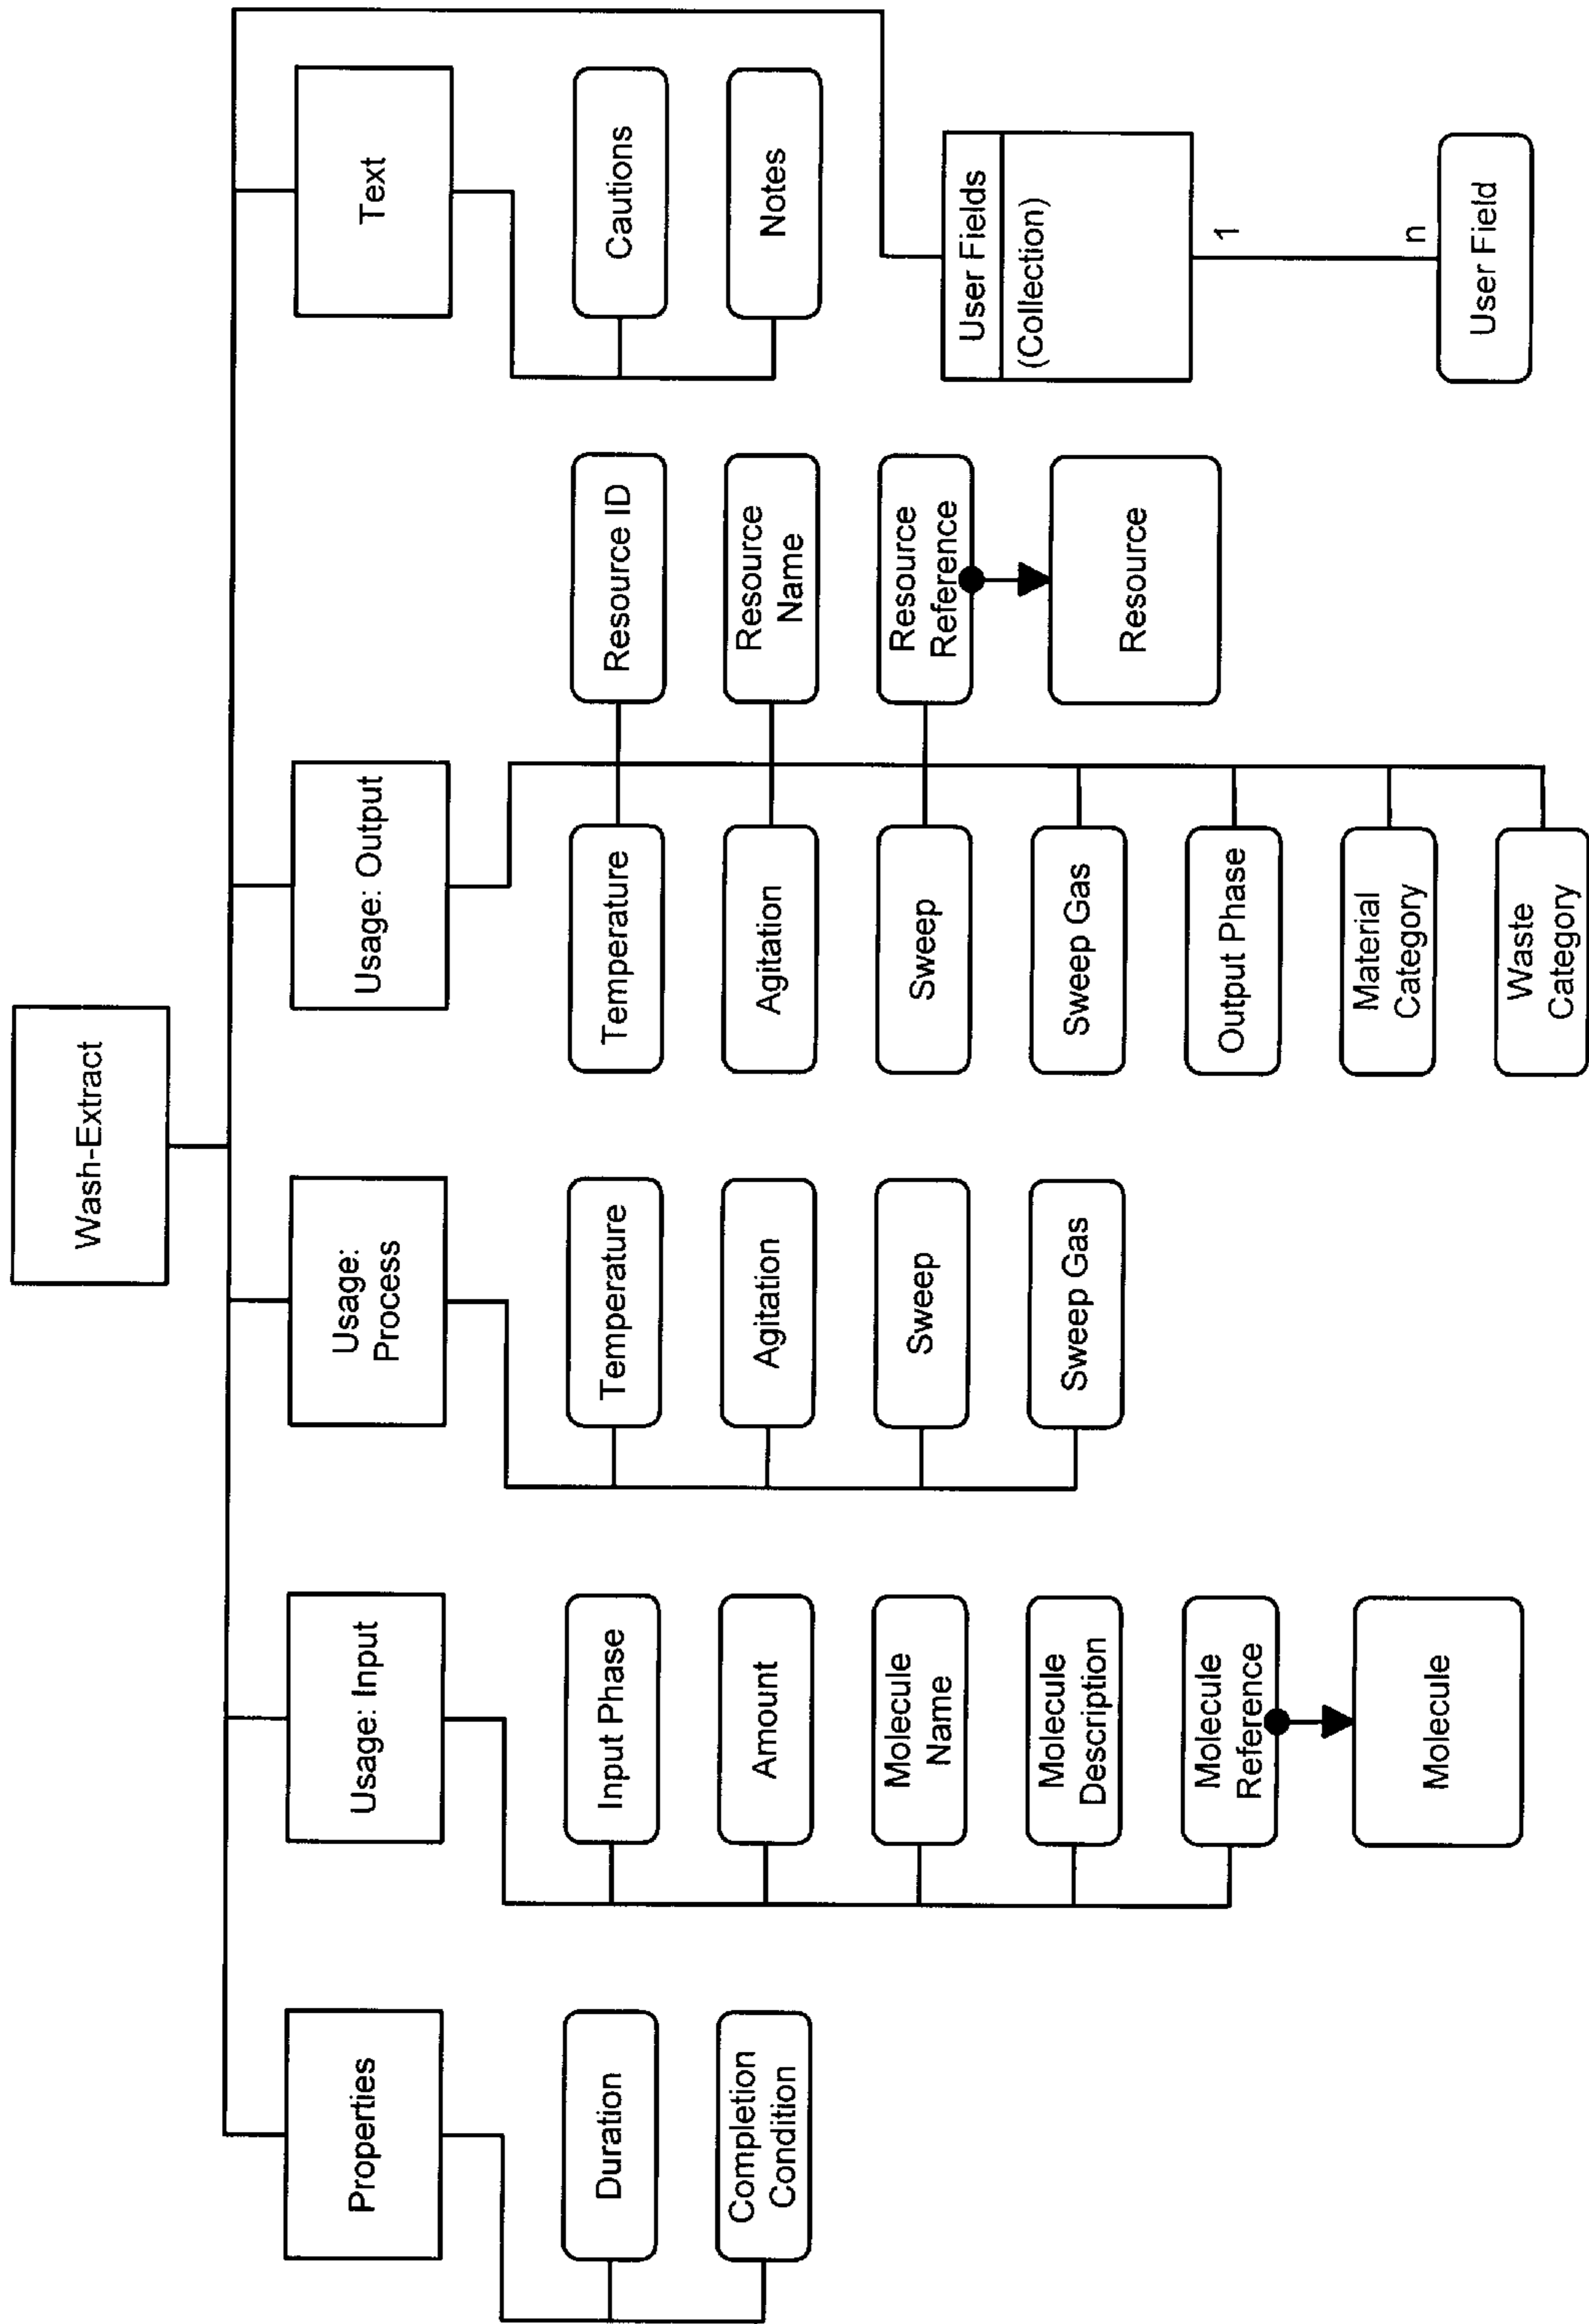 Wash-Extract
Properties
Duration
Completion
Condition
Usage: Input
Input Phase
Amount
Molecule
Name
Molecule
Description
Molecule
Reference
Molecule
Usage:
Process
Temperature
Agitation
Sweep
Sweep Gas
Usage: Output
Temperature
Agitation
Sweep
Sweep Gas
Output Phase
Material
Category
Waste
Category
Resource ID
Resource
Name
Resource
Reference
Resource
Text
Cautions
Notes
User Fields
(Collection)
1
n
User Field